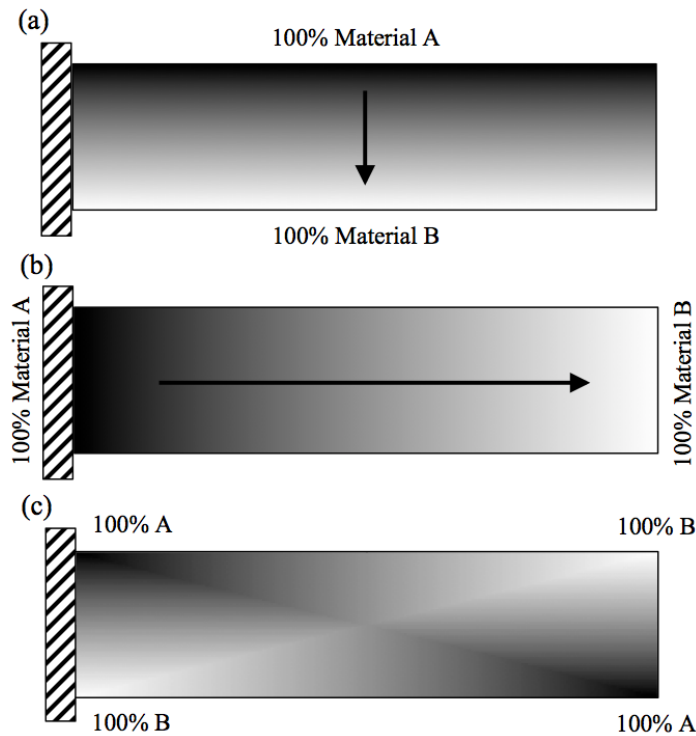 (a)
100% Material A
100% Material B
(b)
100% Material A
100% Material B
(c)
100% A
100% B
100% B
100% A